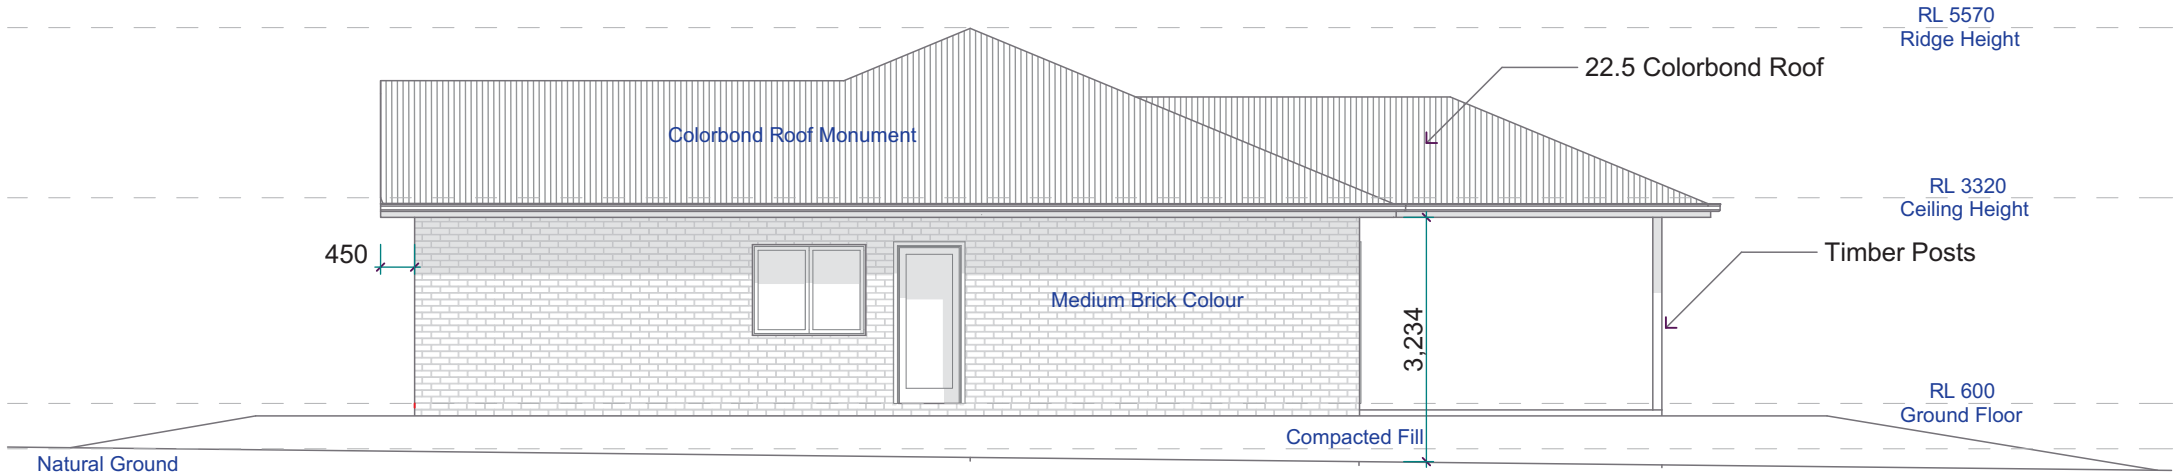 RL 5570
Ridge Height
22.5 Colorbond Roof
Colorbond Roof Monument
RL 3320
Ceiling Height
450
Timber Posts
Medium Brick Colour
3,234
RL 600
Ground Floor
Compacted Fill
Natural Ground